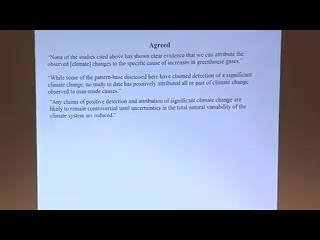 Agreed
"None of the studies cited above has shown clear evidence that we can attribute the
observed [climate] changes to the specific cause of increases in greenhouse gases."
"While some of the pattern-base discussed here have claimed detection of a significant
climate change, no study to date has positively attributed all or part of climate change
observed to man-made causes."
"Any claims of positive detection and attribution of significant climate change are
likely to remain controversial until uncertainties in the total natural variability of the
climate system are reduced."